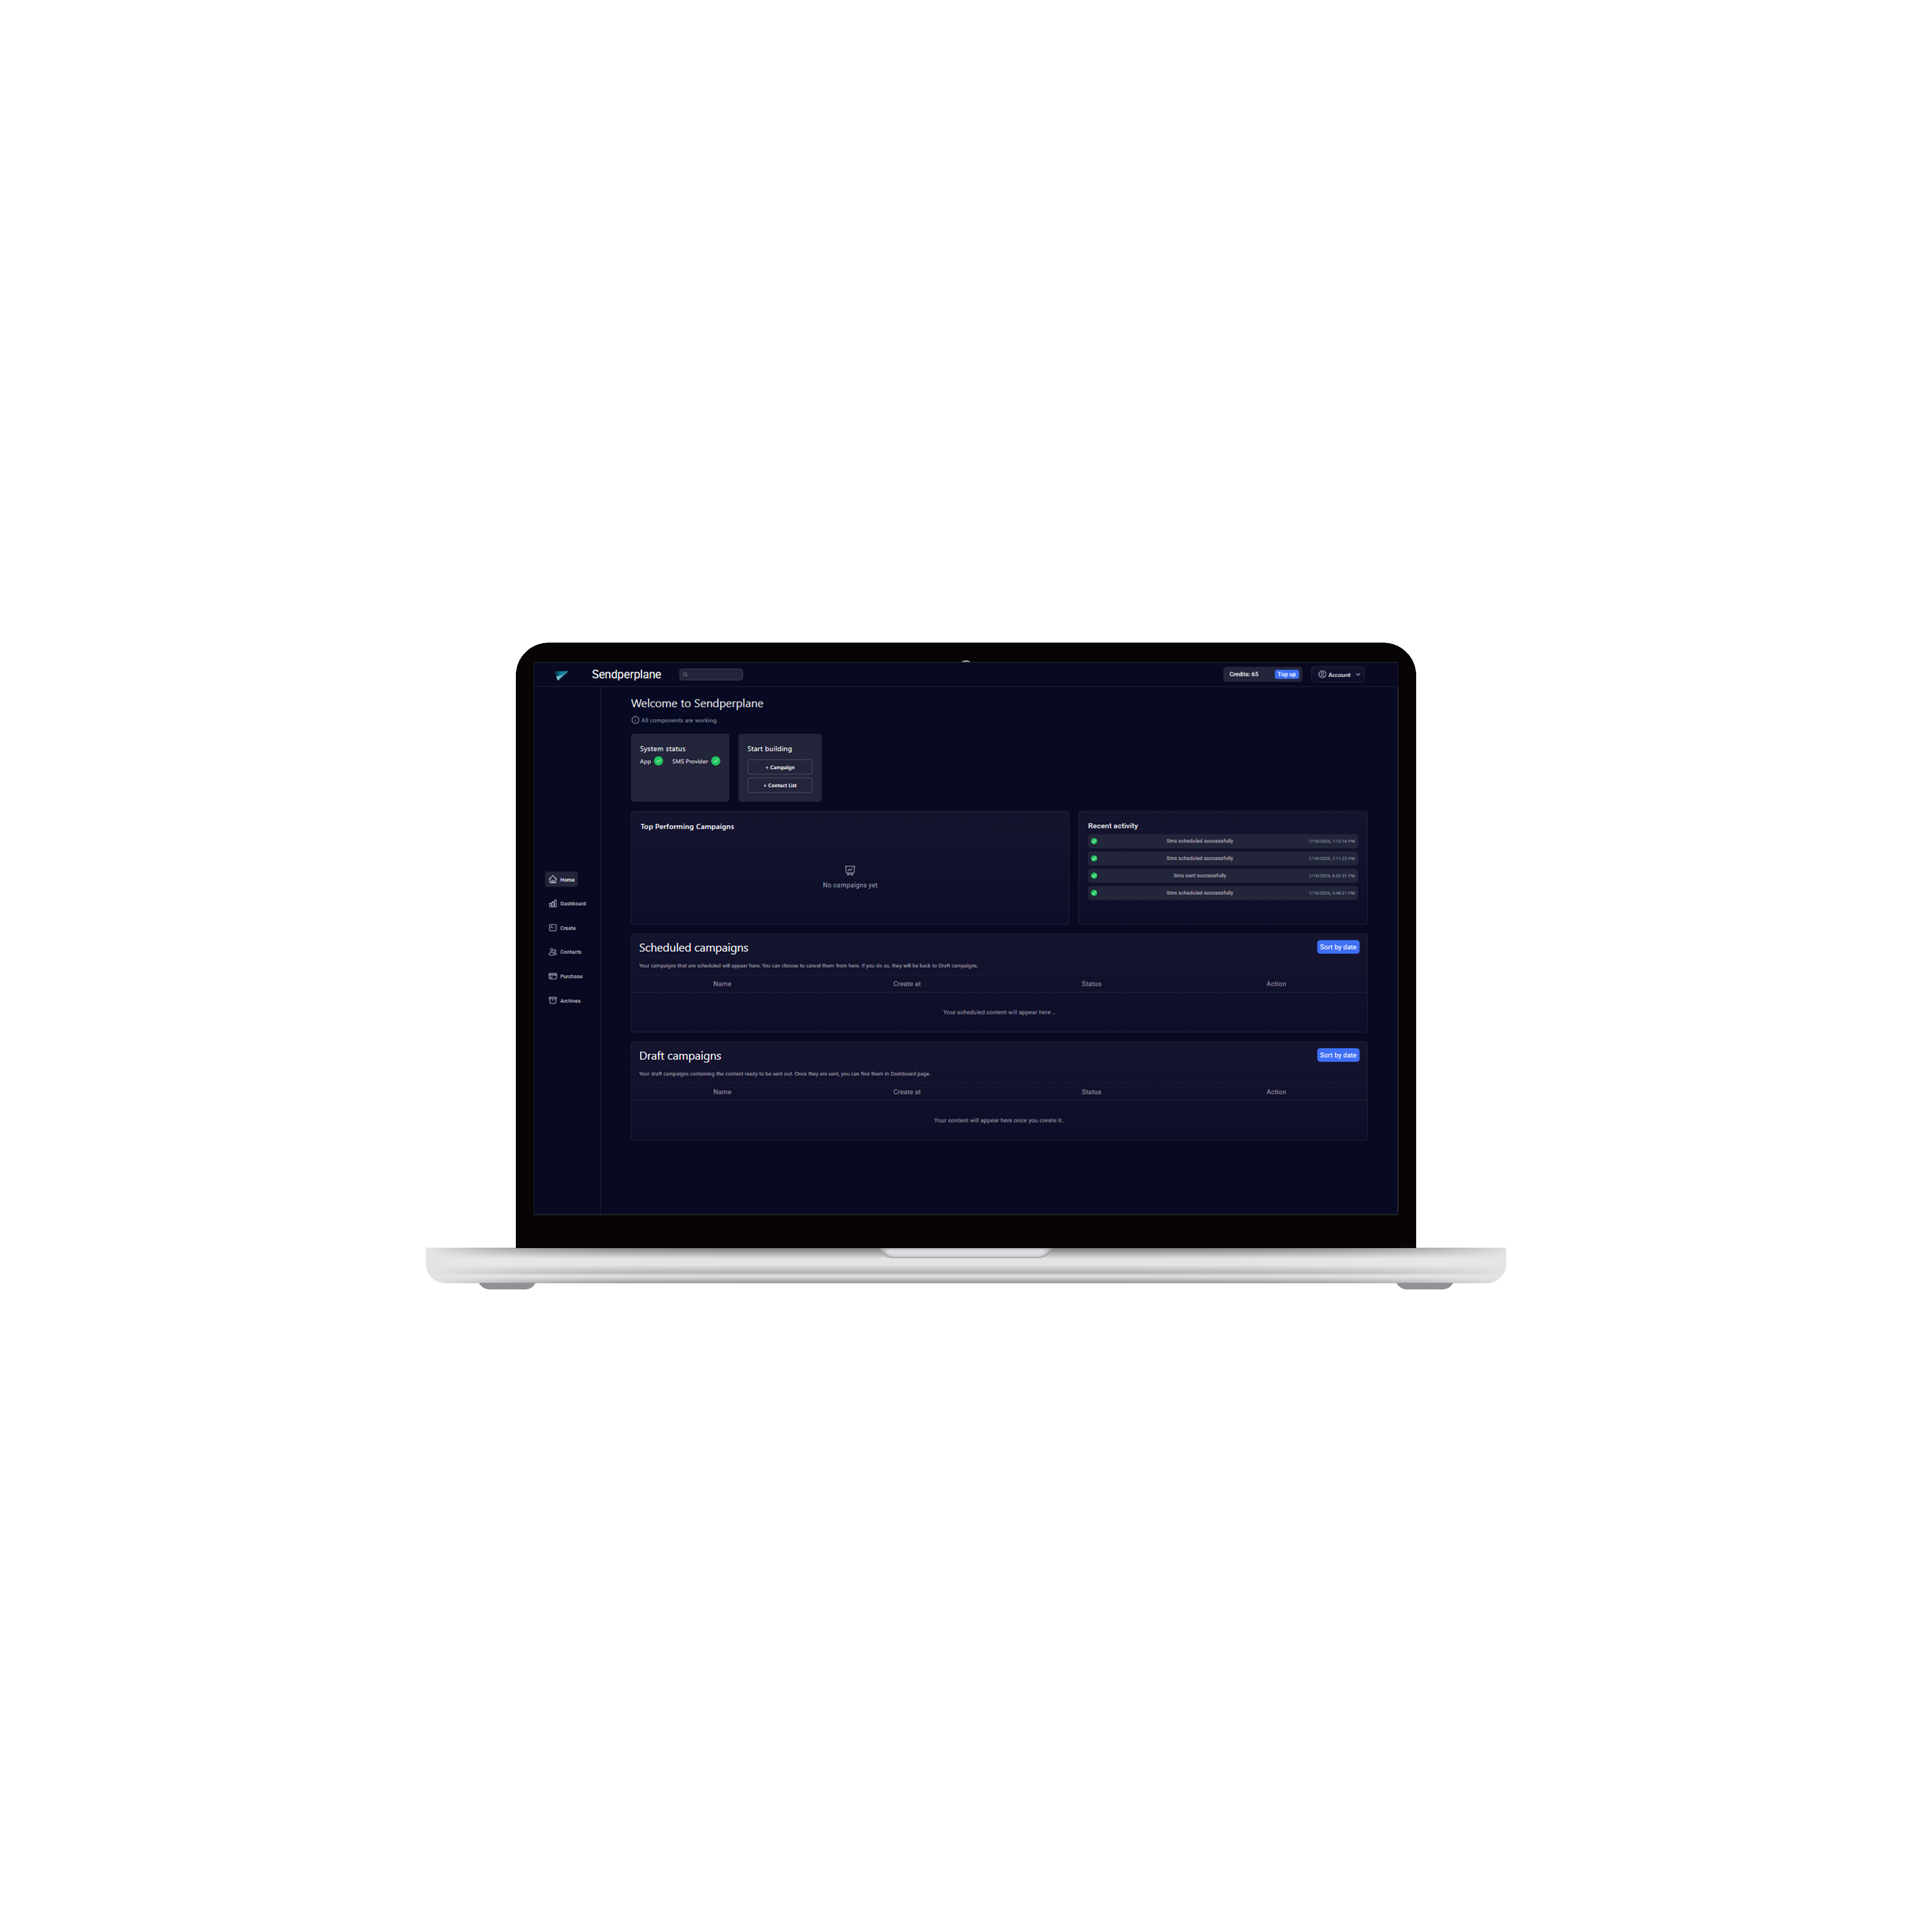 Sendperplane
Credits: 65
Top up
Account
Welcome to Sendperplane
All components are working.
System status
App
SMS Provider
Start building
+ Campaign
+ Contact List
Top Performing Campaigns
No campaigns yet
Recent activity
Sms scheduled successfully
Sms scheduled successfully
Sms sent successfully
Sms scheduled successfully
Home
Dashboard
Create
Contacts
Purchase
Archives
Scheduled campaigns
Sort by date
Your campaigns that are scheduled will appear here. You can choose to cancel them from here. If you do so, they will be back to Draft campaigns.
Name Create at Status Action
Your scheduled content will appear here ...
Draft campaigns
Sort by date
Your draft campaigns containing the content ready to be sent out. Once they are sent, you can find them in Dashboard page.
Name Create at Status Action
Your content will appear here once you create it...